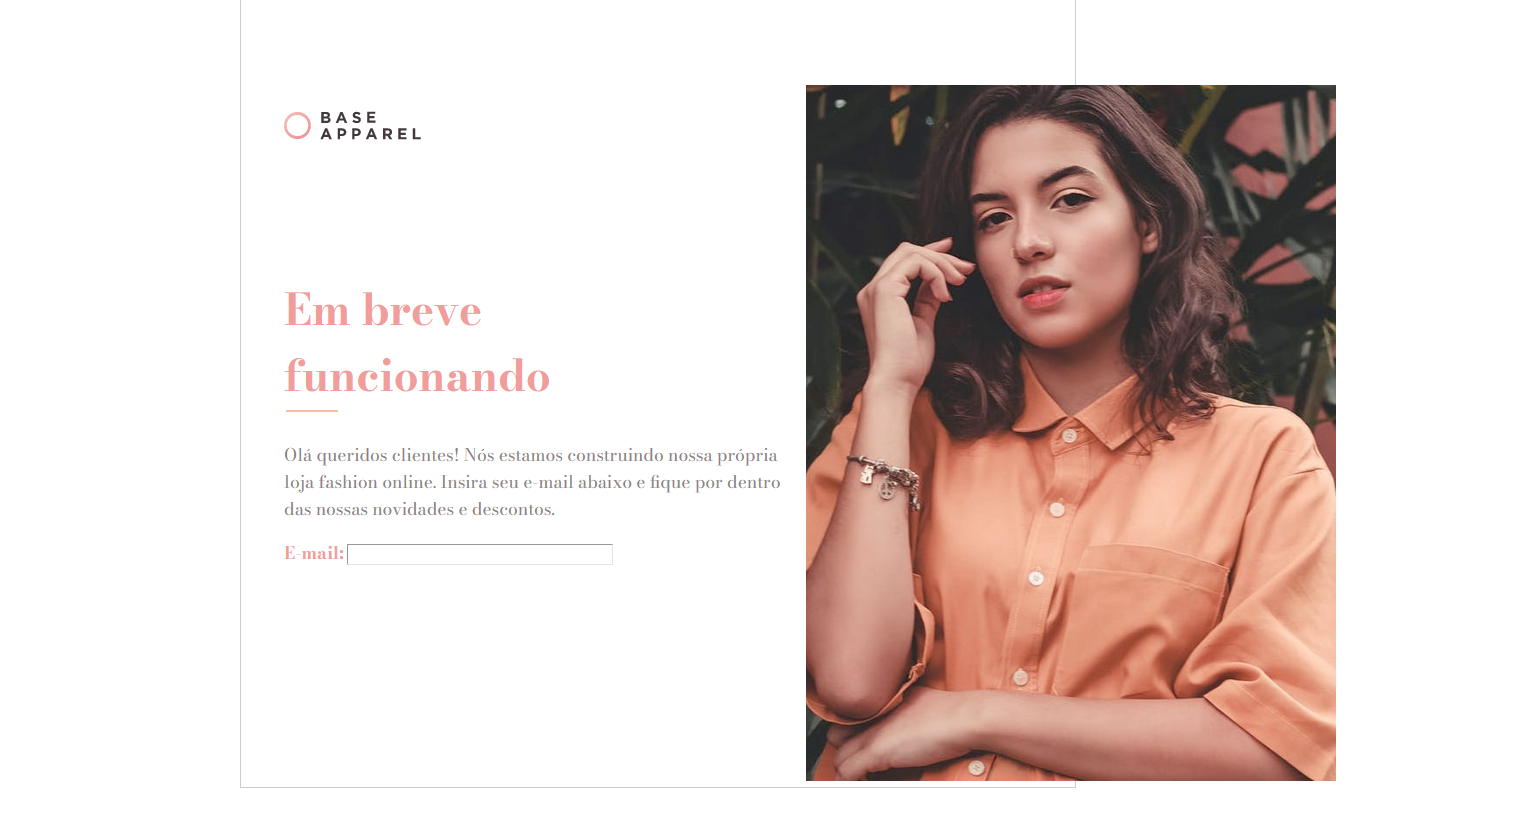 BASE
APPAREL
Em breve
funcionando
Olá queridos clientes! Nós estamos construindo nossa própria
loja fashion online. Insira seu e-mail abaixo e fique por dentro
das nossas novidades e descontos.
E-mail: